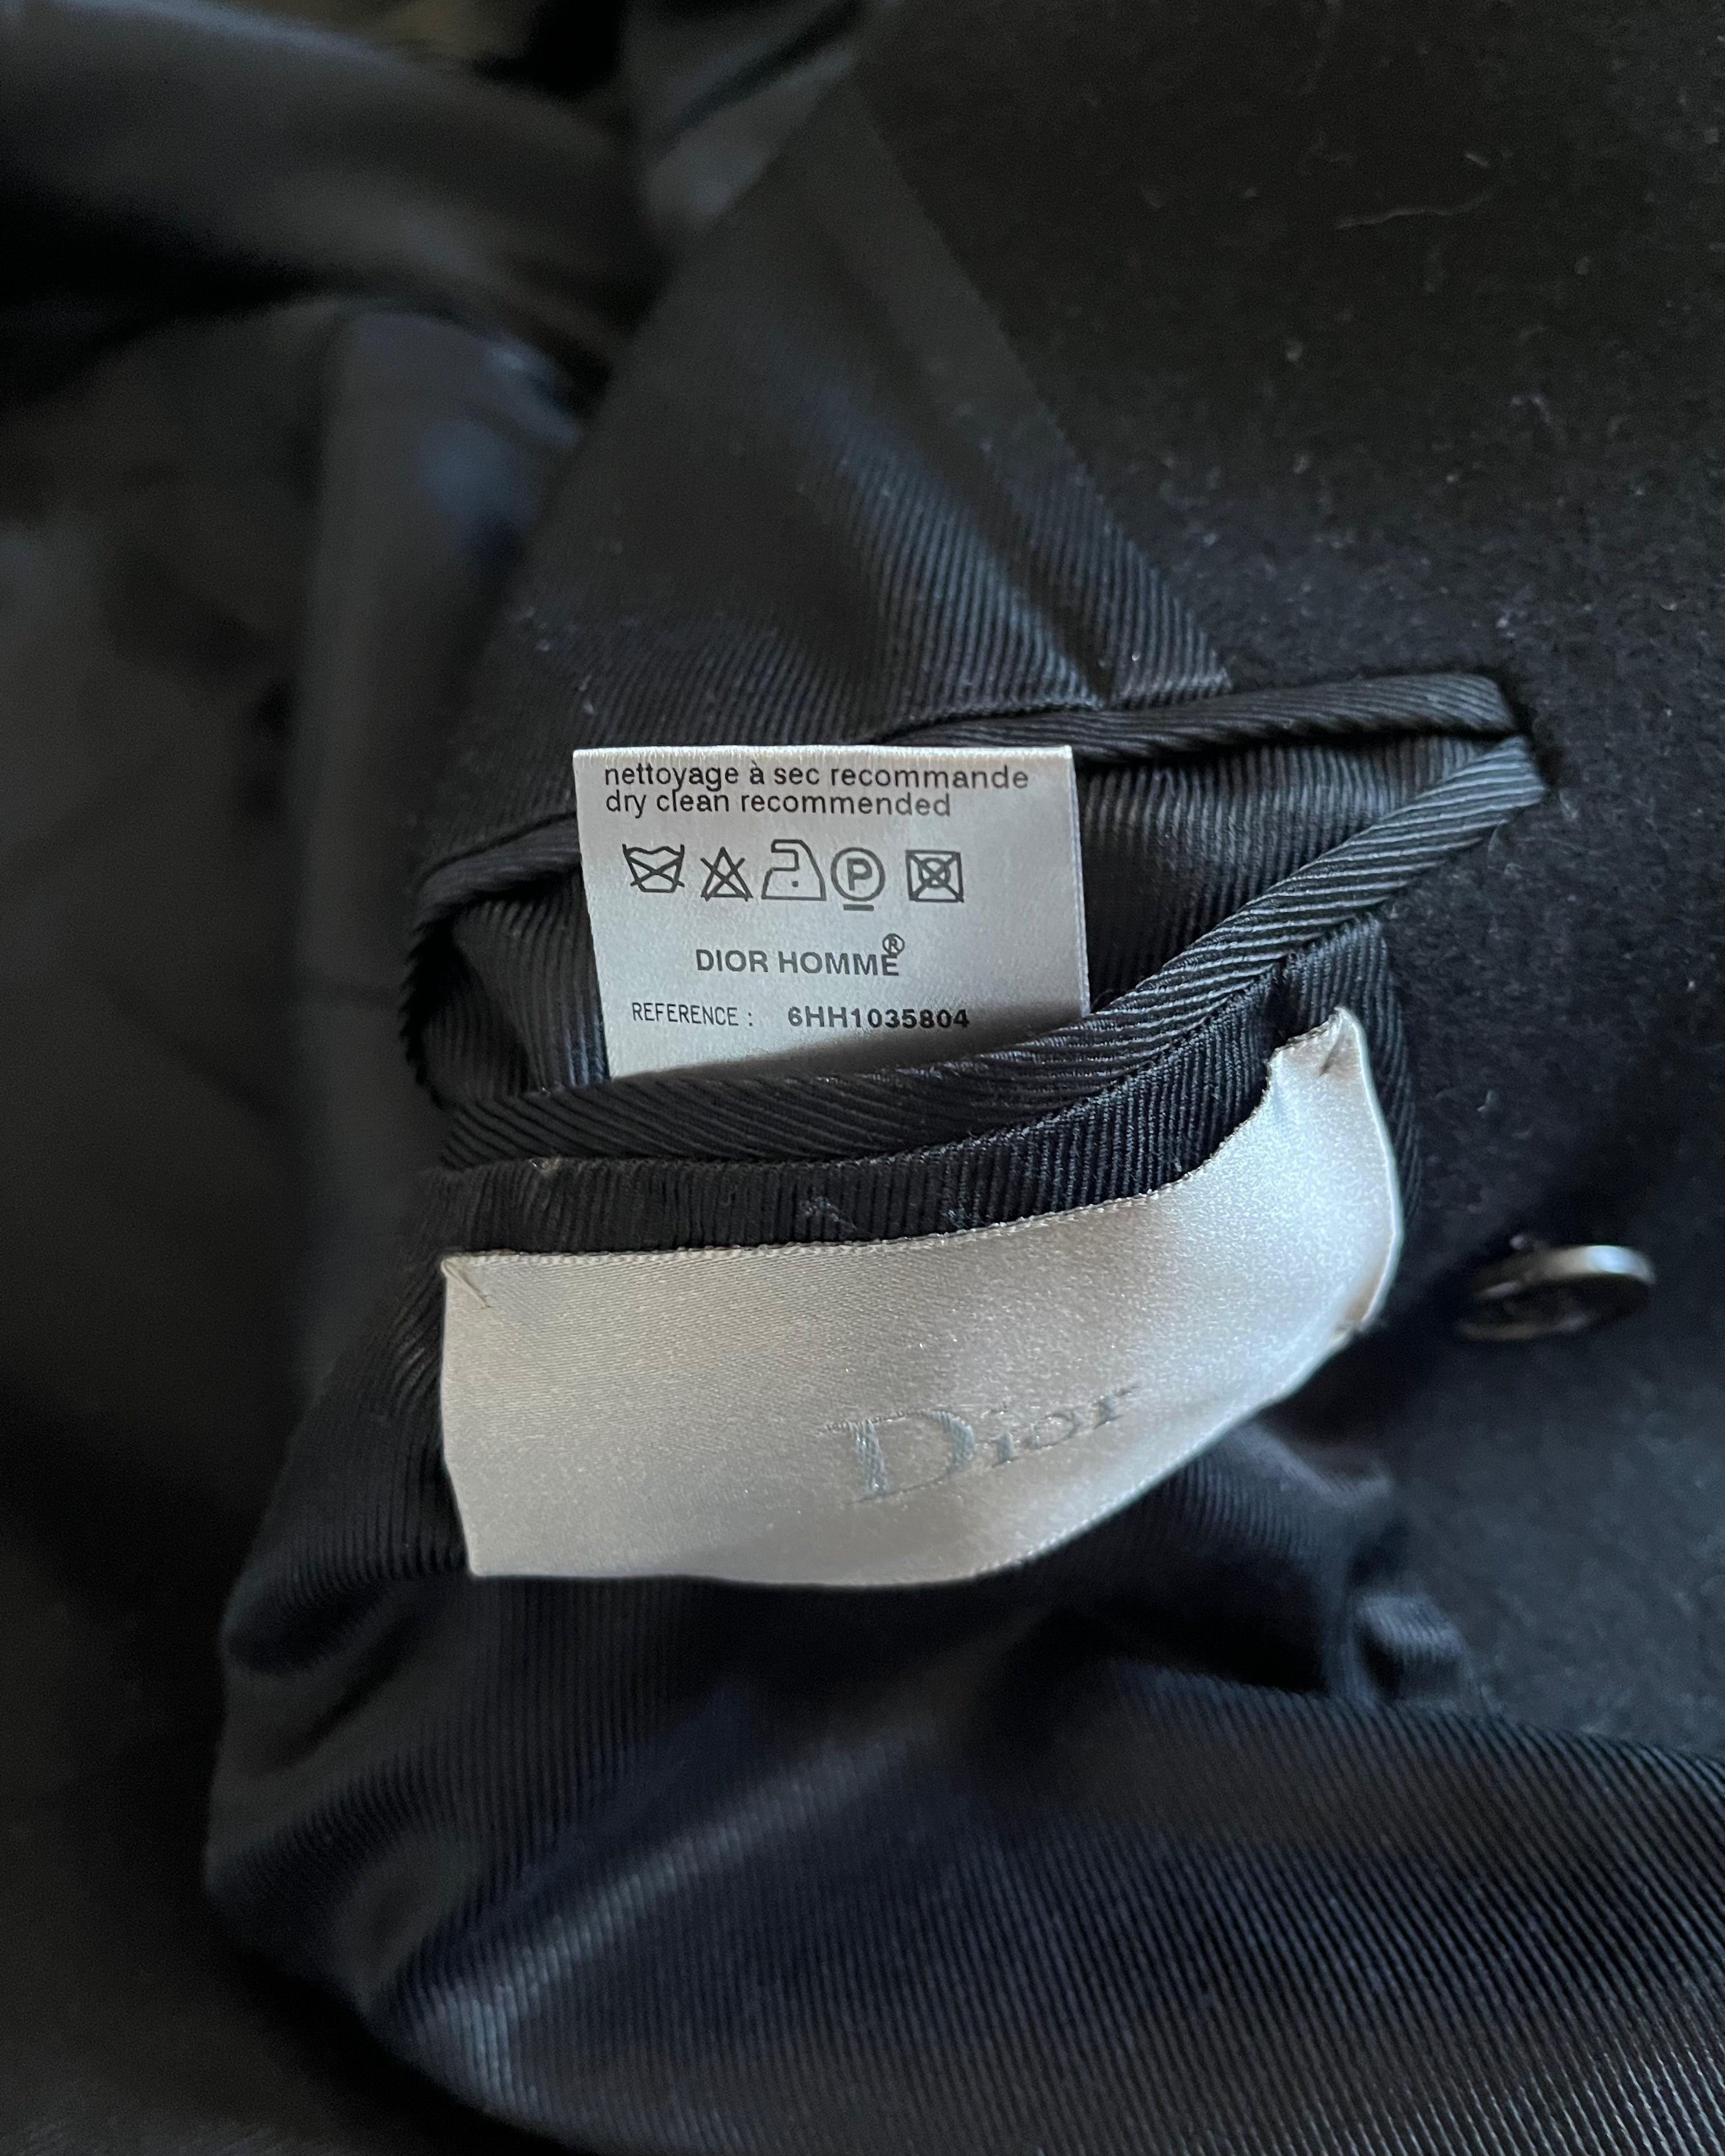 nettoyage à sec recommande
dry clean recommended
P
DIOR HOMME®
REFERENCE : 6HH1035804
Dior